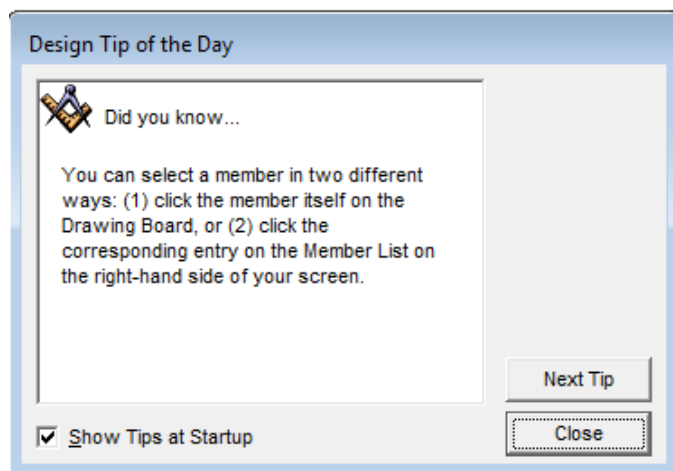 Design Tip of the Day
Did you know...
You can select a member in two different
ways: (1) click the member itself on the
Drawing Board, or (2) click the
corresponding entry on the Member List on
the right-hand side of your screen.
Next Tip
Show Tips at Startup
Close